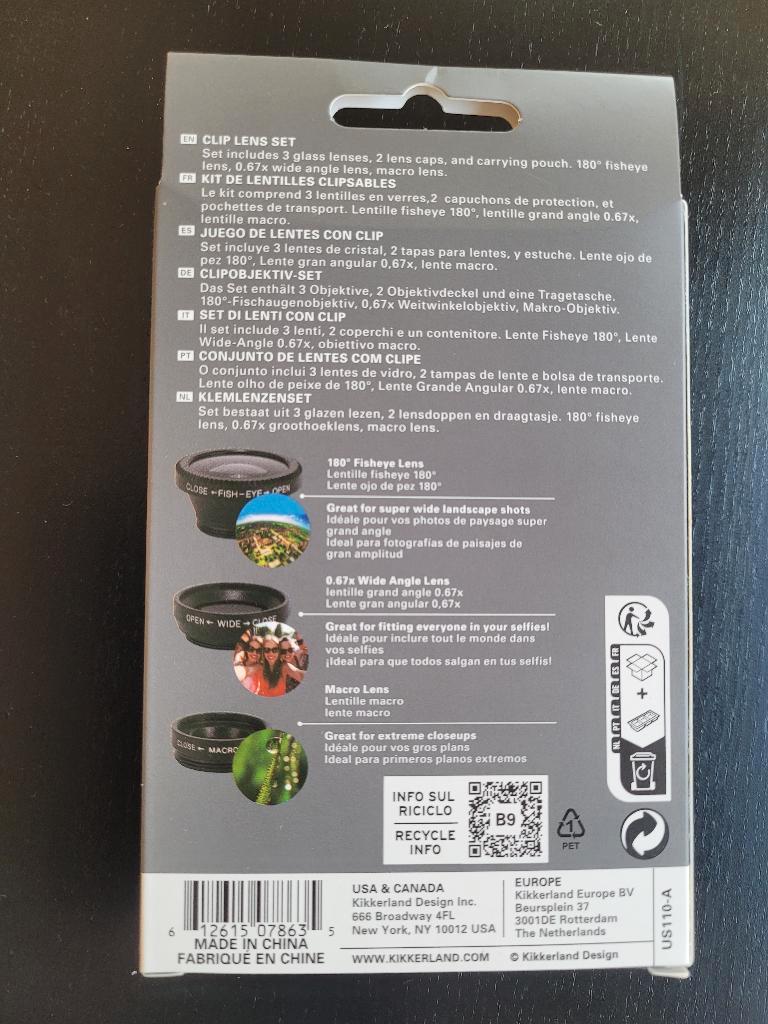 EN CLIP LENS SET
Set includes 3 glass lenses, 2 lens caps, and carrying pouch. 180° fisheye
lens, 0.67x wide angle lens, macro lens.
FR KIT DE LENTILLES CLIPSABLES
Le kit comprend 3 lentilles en verres,2 capuchons de protection, et
pochettes de transport. Lentille fisheye 180°, lentille grand angle 0.67x,
lentille macro.
ES JUEGO DE LENTES CON CLIP
Set incluye 3 lentes de cristal, 2 tapas para lentes, y estuche. Lente ojo de
pez 180°, Lente gran angular 0,67x, lente macro.
DE CLIPOBJEKTIV-SET
Das Set enthält 3 Objektive, 2 Objektivdeckel und eine Tragetasche.
180°-Fischaugenobjektiv, 0,67x Weitwinkelobjektiv, Makro-Objektiv.
IT SET DI LENTI CON CLIP
Il set include 3 lenti, 2 coperchi e un contenitore. Lente Fisheye 180°, Lente
Wide-Angle 0.67x, obiettivo macro.
PT CONJUNTO DE LENTES COM CLIPE
O conjunto inclui 3 lentes de vidro, 2 tampas de lente e bolsa de transporte.
Lente olho de peixe de 180°, Lente Grande Angular 0.67x, lente macro.
NL KLEMLENZENSET
Set bestaat uit 3 glazen lezen, 2 lensdoppen en draagtasje. 180° fisheye
lens, 0.67x groothoeklens, macro lens.
CLOSE ←FISH-EYE→ OPEN
180° Fisheye Lens
Lentille fisheye 180°
Lente ojo de pez 180°
Great for super wide landscape shots
Idéale pour vos photos de paysage super
grand angle
Ideal para fotografías de paisajes de
gran amplitud
OPEN ← WIDE → CLOSE
0.67x Wide Angle Lens
lentille grand angle 0.67x
Lente gran angular 0,67x
Great for fitting everyone in your selfies!
Idéale pour inclure tout le monde dans
vos selfies
¡Ideal para que todos salgan en tus selfis!
CLOSE ← MACRO
Macro Lens
Lentille macro
lente macro
Great for extreme closeups
Idéale pour vos gros plans
Ideal para primeros planos extremos
NL | PT | IT | DE | ES | FR
+
INFO SUL
RICICLO
RECYCLE
INFO
B9
1
PET
6 12615 07863 5
MADE IN CHINA
FABRIQUÉ EN CHINE
USA & CANADA
Kikkerland Design Inc.
666 Broadway 4FL
New York, NY 10012 USA
EUROPE
Kikkerland Europe BV
Beursplein 37
3001DE Rotterdam
The Netherlands
WWW.KIKKERLAND.COM © Kikkerland Design
US110-A